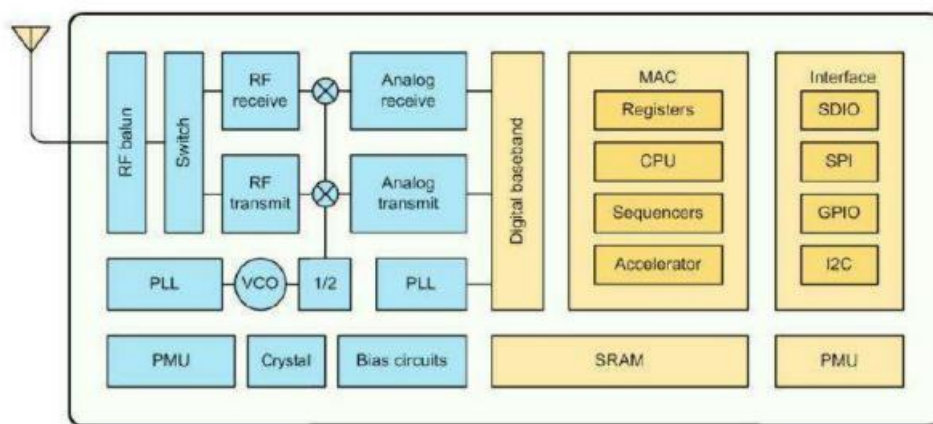 RF balun
Switch
RF
receive
RF
transmit
Analog
receive
Analog
transmit
PLL
VCO
1/2
PLL
Digital baseband
MAC
Registers
CPU
Sequencers
Accelerator
Interface
SDIO
SPI
GPIO
I2C
PMU
Crystal
Bias circuits
SRAM
PMU